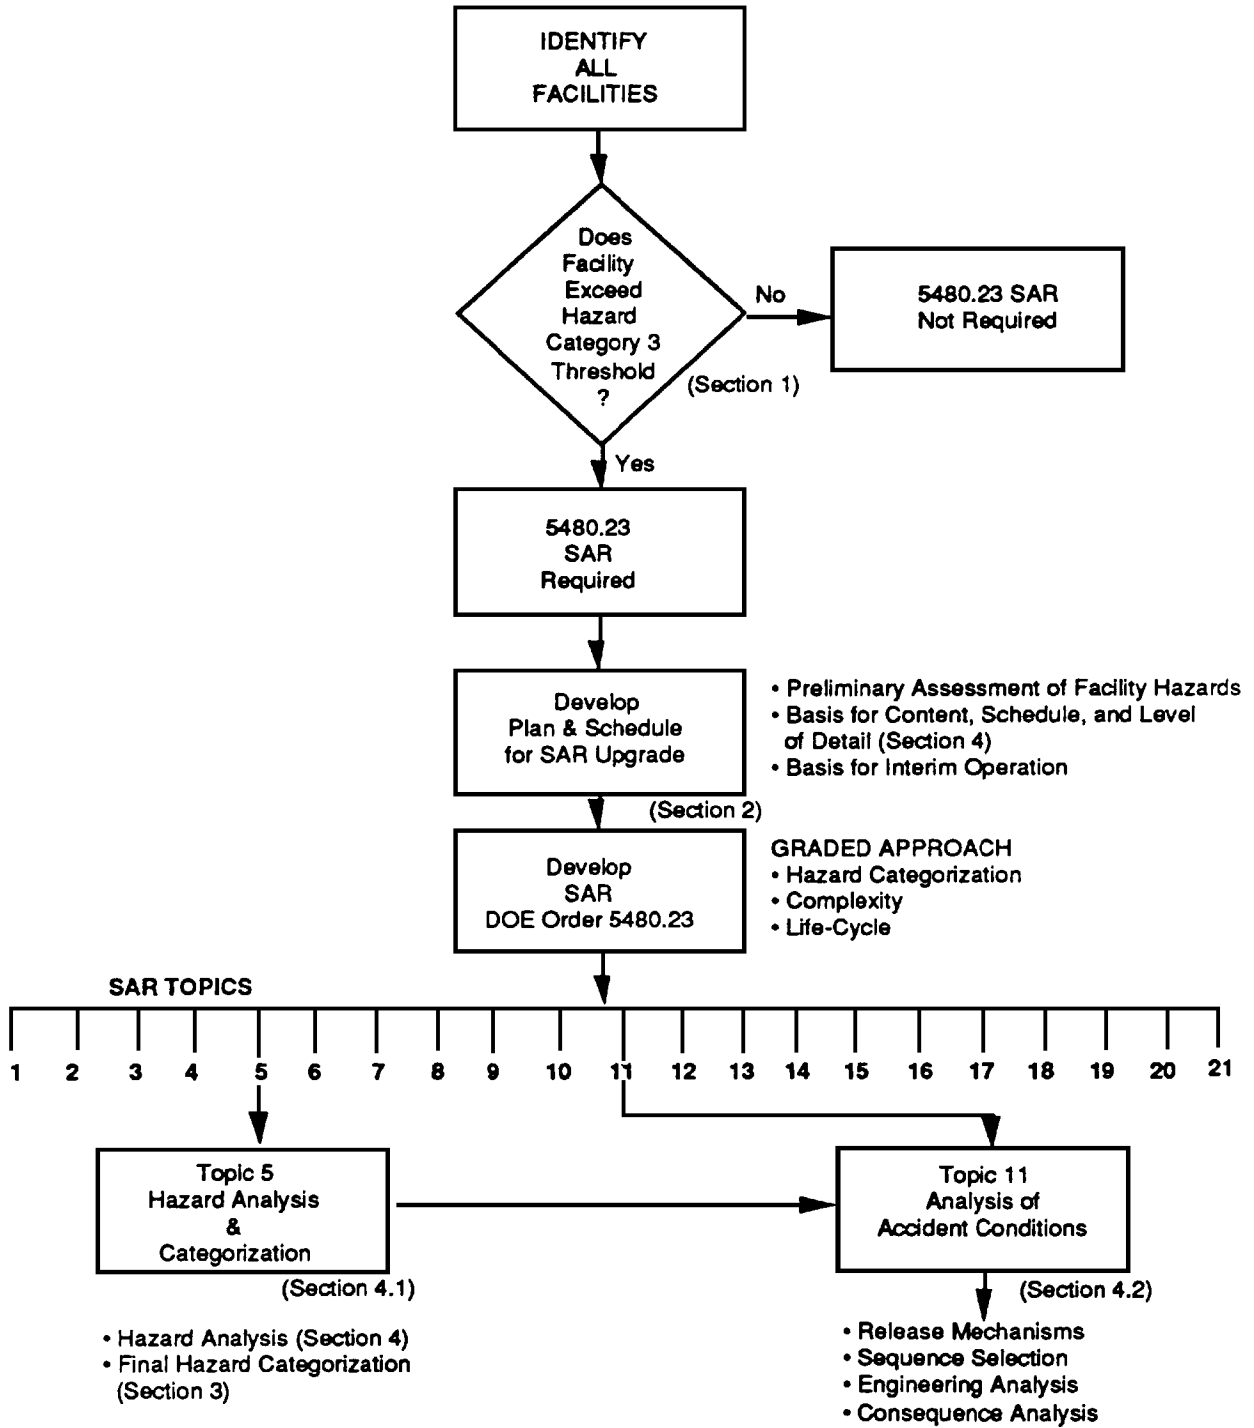 IDENTIFY
ALL
FACILITIES
Does
Facility
Exceed
Hazard
Category 3
Threshold
?
(Section 1)
No
5480.23 SAR
Not Required
Yes
5480.23
SAR
Required
Develop
Plan & Schedule
for SAR Upgrade
(Section 2)
• Preliminary Assessment of Facility Hazards
• Basis for Content, Schedule, and Level
of Detail (Section 4)
• Basis for Interim Operation
Develop
SAR
DOE Order 5480.23
GRADED APPROACH
• Hazard Categorization
• Complexity
• Life-Cycle
SAR TOPICS
1 2 3 4 5 6 7 8 9 10 11 12 13 14 15 16 17 18 19 20 21
Topic 5
Hazard Analysis
&
Categorization
(Section 4.1)
• Hazard Analysis (Section 4)
• Final Hazard Categorization
(Section 3)
Topic 11
Analysis of
Accident Conditions
(Section 4.2)
• Release Mechanisms
• Sequence Selection
• Engineering Analysis
• Consequence Analysis